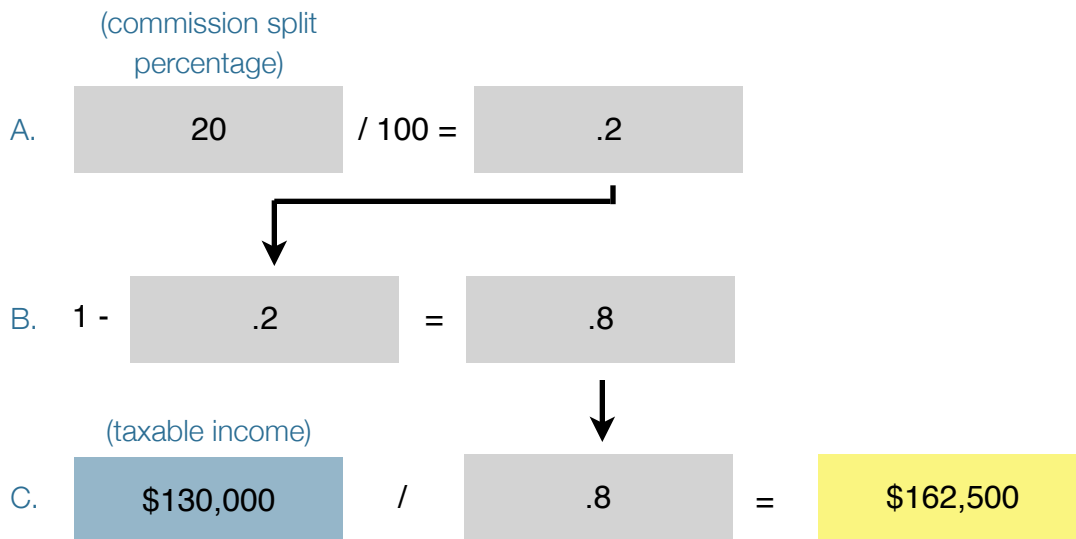 (commission split
percentage)
A. 20 / 100 = .2
B. 1 - .2 = .8
(taxable income)
C. $130,000 / .8 = $162,500